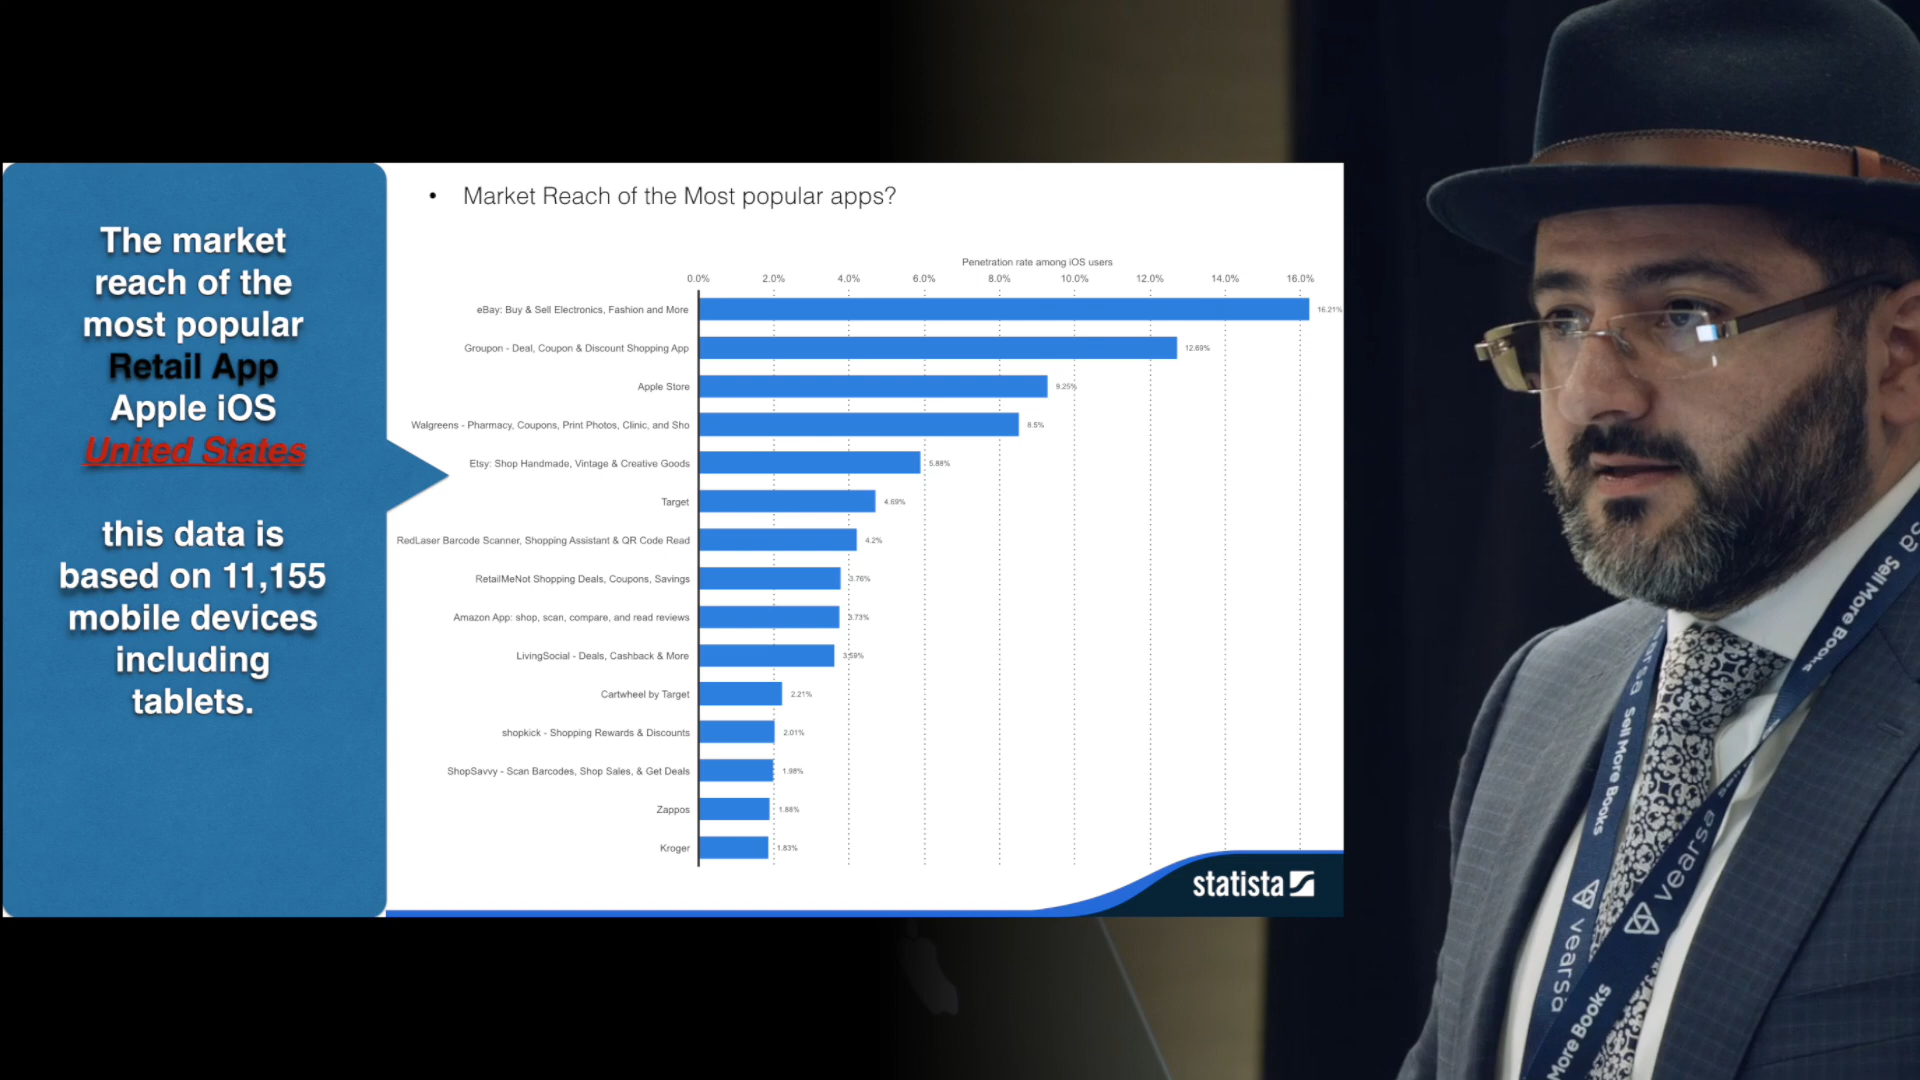 The market
reach of the
most popular
Retail App
Apple iOS
United States
this data is
based on 11,155
mobile devices
including
tablets.
• Market Reach of the Most popular apps?
Penetration rate among iOS users
0.0% 2.0% 4.0% 6.0% 8.0% 10.0% 12.0% 14.0% 16.0%
eBay: Buy & Sell Electronics, Fashion and More 16.21%
Groupon - Deal, Coupon & Discount Shopping App 12.69%
Apple Store 9.25%
Walgreens - Pharmacy, Coupons, Print Photos, Clinic, and Sho 8.5%
Etsy: Shop Handmade, Vintage & Creative Goods 5.88%
Target 4.69%
RedLaser Barcode Scanner, Shopping Assistant & QR Code Read 4.2%
RetailMeNot Shopping Deals, Coupons, Savings 3.76%
Amazon App: shop, scan, compare, and read reviews 3.73%
LivingSocial - Deals, Cashback & More 3.59%
Cartwheel by Target 2.21%
shopkick - Shopping Rewards & Discounts 2.01%
ShopSavvy - Scan Barcodes, Shop Sales, & Get Deals 1.98%
Zappos 1.88%
Kroger 1.83%
statista
Sell More Books
Sell More Books
vearsa
vearsa
More Books